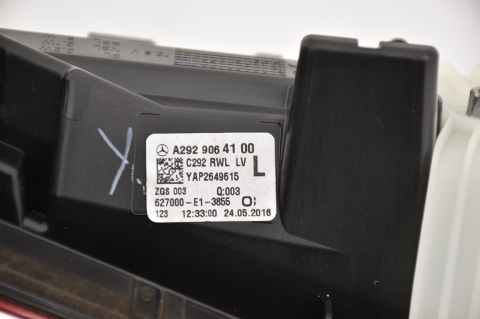 Y
A292 906 41 00
C292 RWL LV
L
YAP2649615
ZGS 003 Q:003
627000-E1-3855
123 12:33:00 24.05.2016